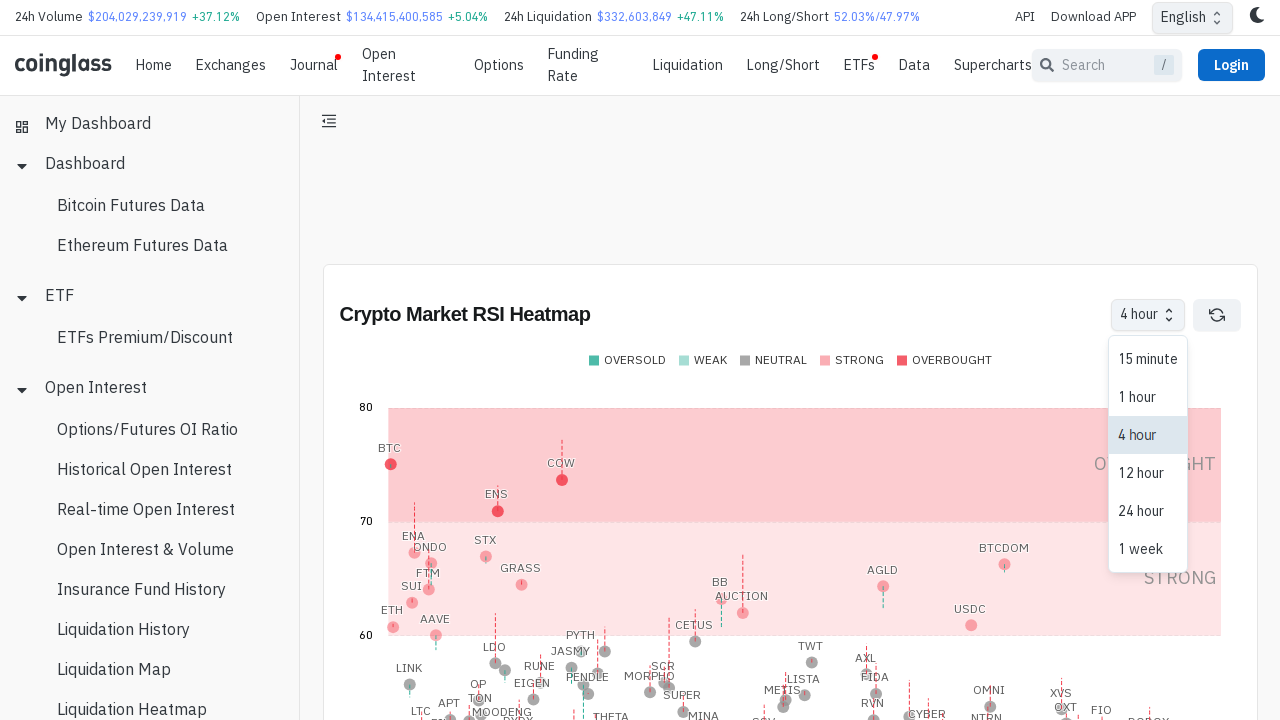 24h Volume $204,029,239,919 +37.12% Open Interest $134,415,400,585 +5.04% 24h Liquidation $332,603,849 +47.11% 24h Long/Short 52.03%/47.97% API Download APP English
coinglass Home Exchanges Journal Open Interest Options Funding Rate Liquidation Long/Short ETFs Data Supercharts Search / Login
My Dashboard
Dashboard
Bitcoin Futures Data
Ethereum Futures Data
ETF
ETFs Premium/Discount
Open Interest
Options/Futures OI Ratio
Historical Open Interest
Real-time Open Interest
Open Interest & Volume
Insurance Fund History
Liquidation History
Liquidation Map
Liquidation Heatmap
Crypto Market RSI Heatmap 4 hour
15 minute
1 hour
4 hour
12 hour
24 hour
1 week
OVERSOLD WEAK NEUTRAL STRONG OVERBOUGHT
80
BTC
COW
ENS
70
ENA
ONDO
STX
BTCDOM
STRONG
FTM
GRASS
AGLD
SUI
BB
AUCTION
ETH
USDC
AAVE
CETUS
60
PYTH
LDO
JASMY
TWT
LINK
RUNE
SCR
AXL
PENDLE
MORPHO
EIGEN
LISTA
FIDA
OP
TON
SUPER
METIS
OMNI
XVS
APT
RVN
OXT
LTC
MOODENG
CYBER
FIO
THETA
MINA